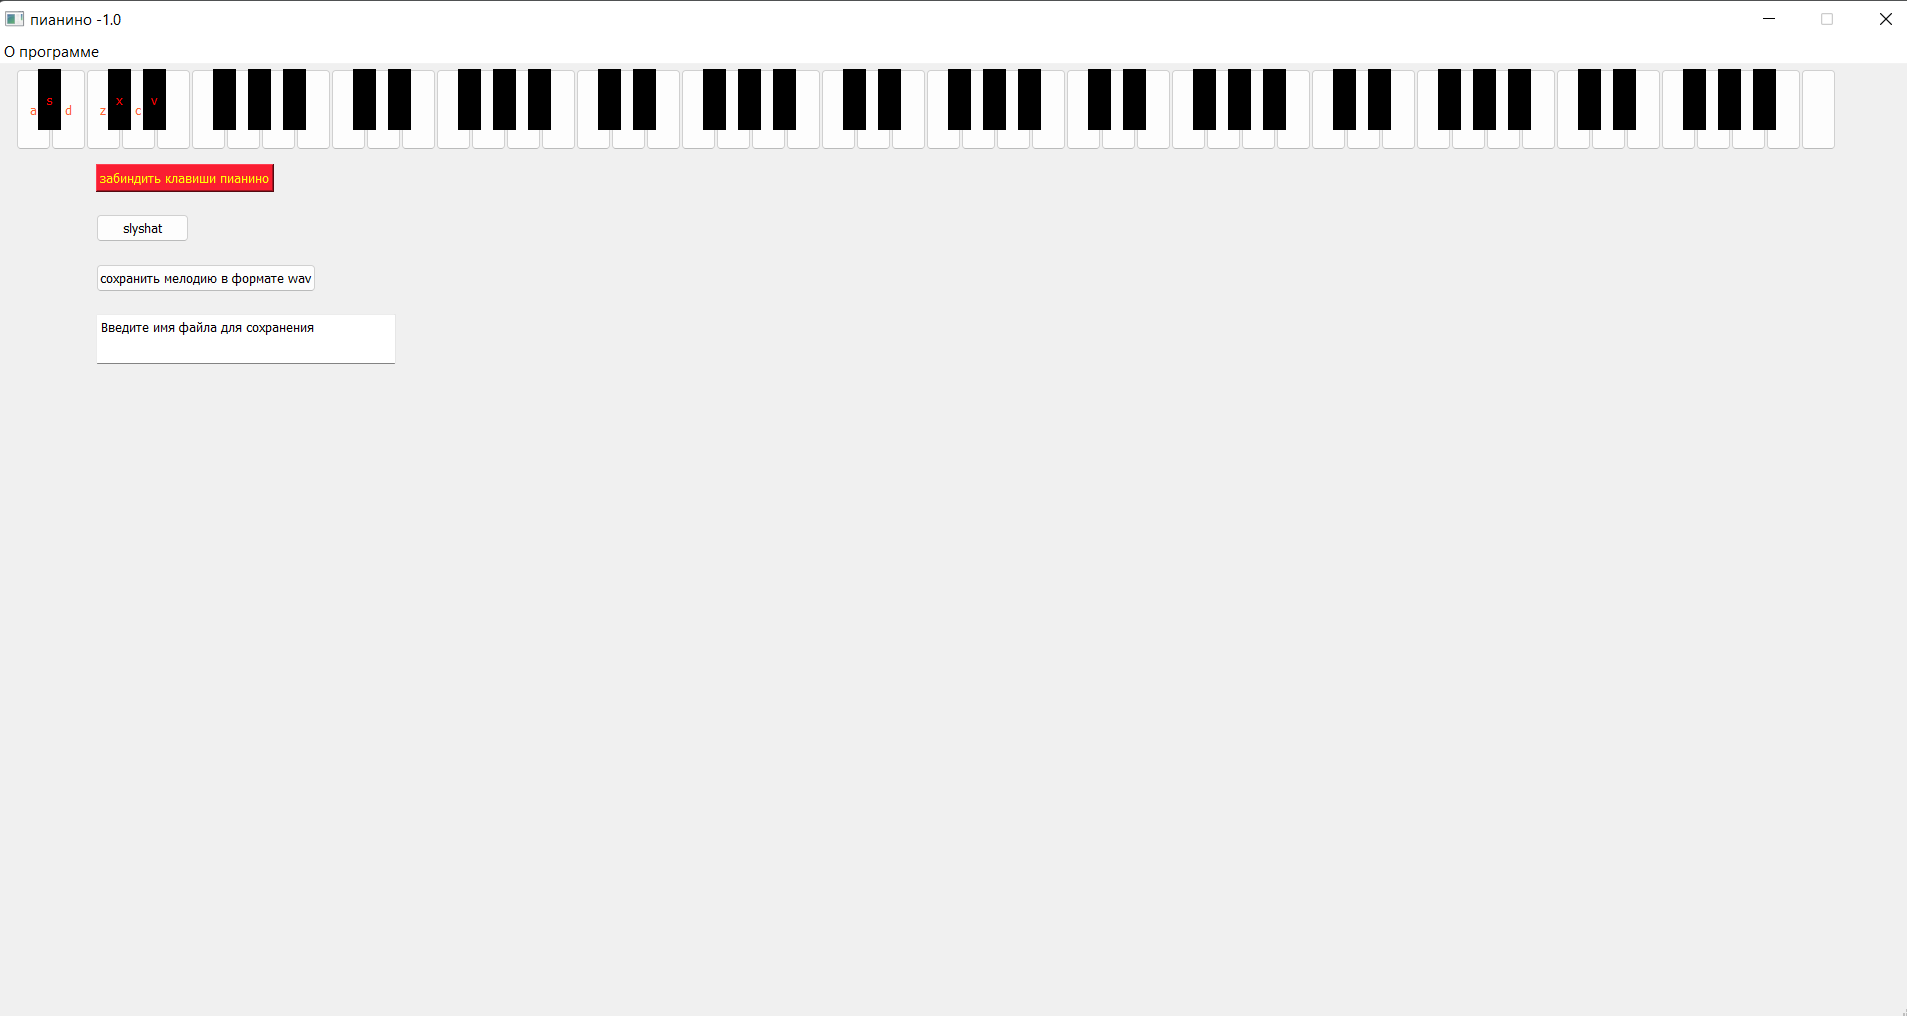 пианино -1.0
О программе
s x v
a d z c
забиндить клавиши пианино
slyshat
сохранить мелодию в формате wav
Введите имя файла для сохранения